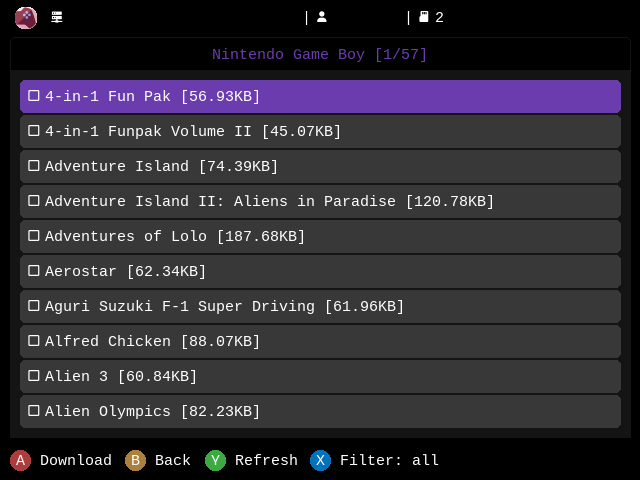 | | 2
Nintendo Game Boy [1/57]
4-in-1 Fun Pak [56.93KB]
4-in-1 Funpak Volume II [45.07KB]
Adventure Island [74.39KB]
Adventure Island II: Aliens in Paradise [120.78KB]
Adventures of Lolo [187.68KB]
Aerostar [62.34KB]
Aguri Suzuki F-1 Super Driving [61.96KB]
Alfred Chicken [88.07KB]
Alien 3 [60.84KB]
Alien Olympics [82.23KB]
A Download B Back Y Refresh X Filter: all